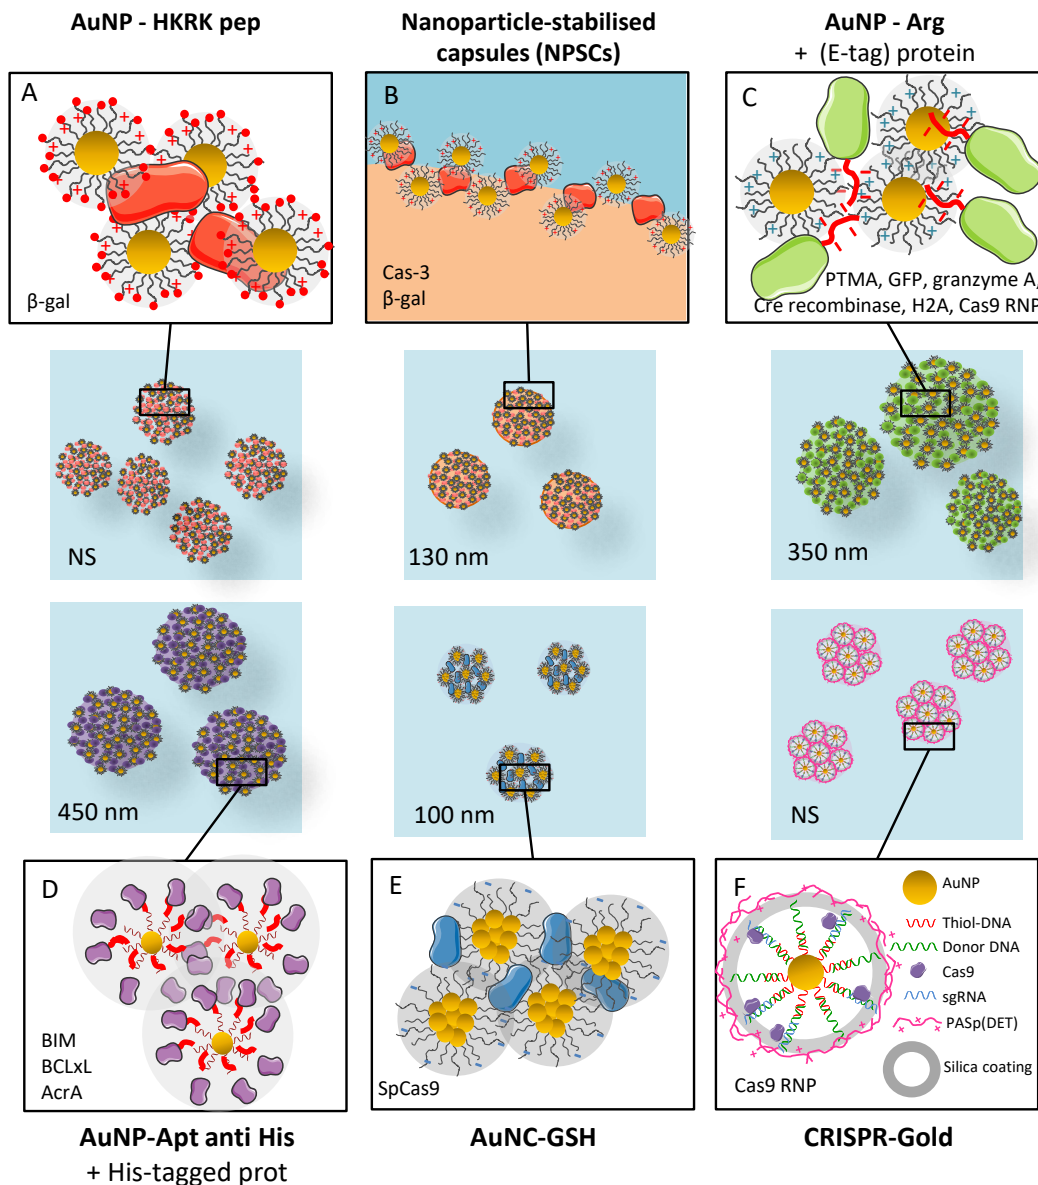 AuNP - HKRK pep
Nanoparticle-stabilised
capsules (NPSCs)
AuNP - Arg
+ (E-tag) protein
A
β-gal
B
Cas-3
β-gal
C
PTMA, GFP, granzyme A,
Cre recombinase, H2A, Cas9 RNP
NS
130 nm
350 nm
450 nm
100 nm
NS
D
BIM
BCLxL
AcrA
E
SpCas9
F
Cas9 RNP
AuNP
Thiol-DNA
Donor DNA
Cas9
sgRNA
PASp(DET)
Silica coating
AuNP-Apt anti His
+ His-tagged prot
AuNC-GSH
CRISPR-Gold